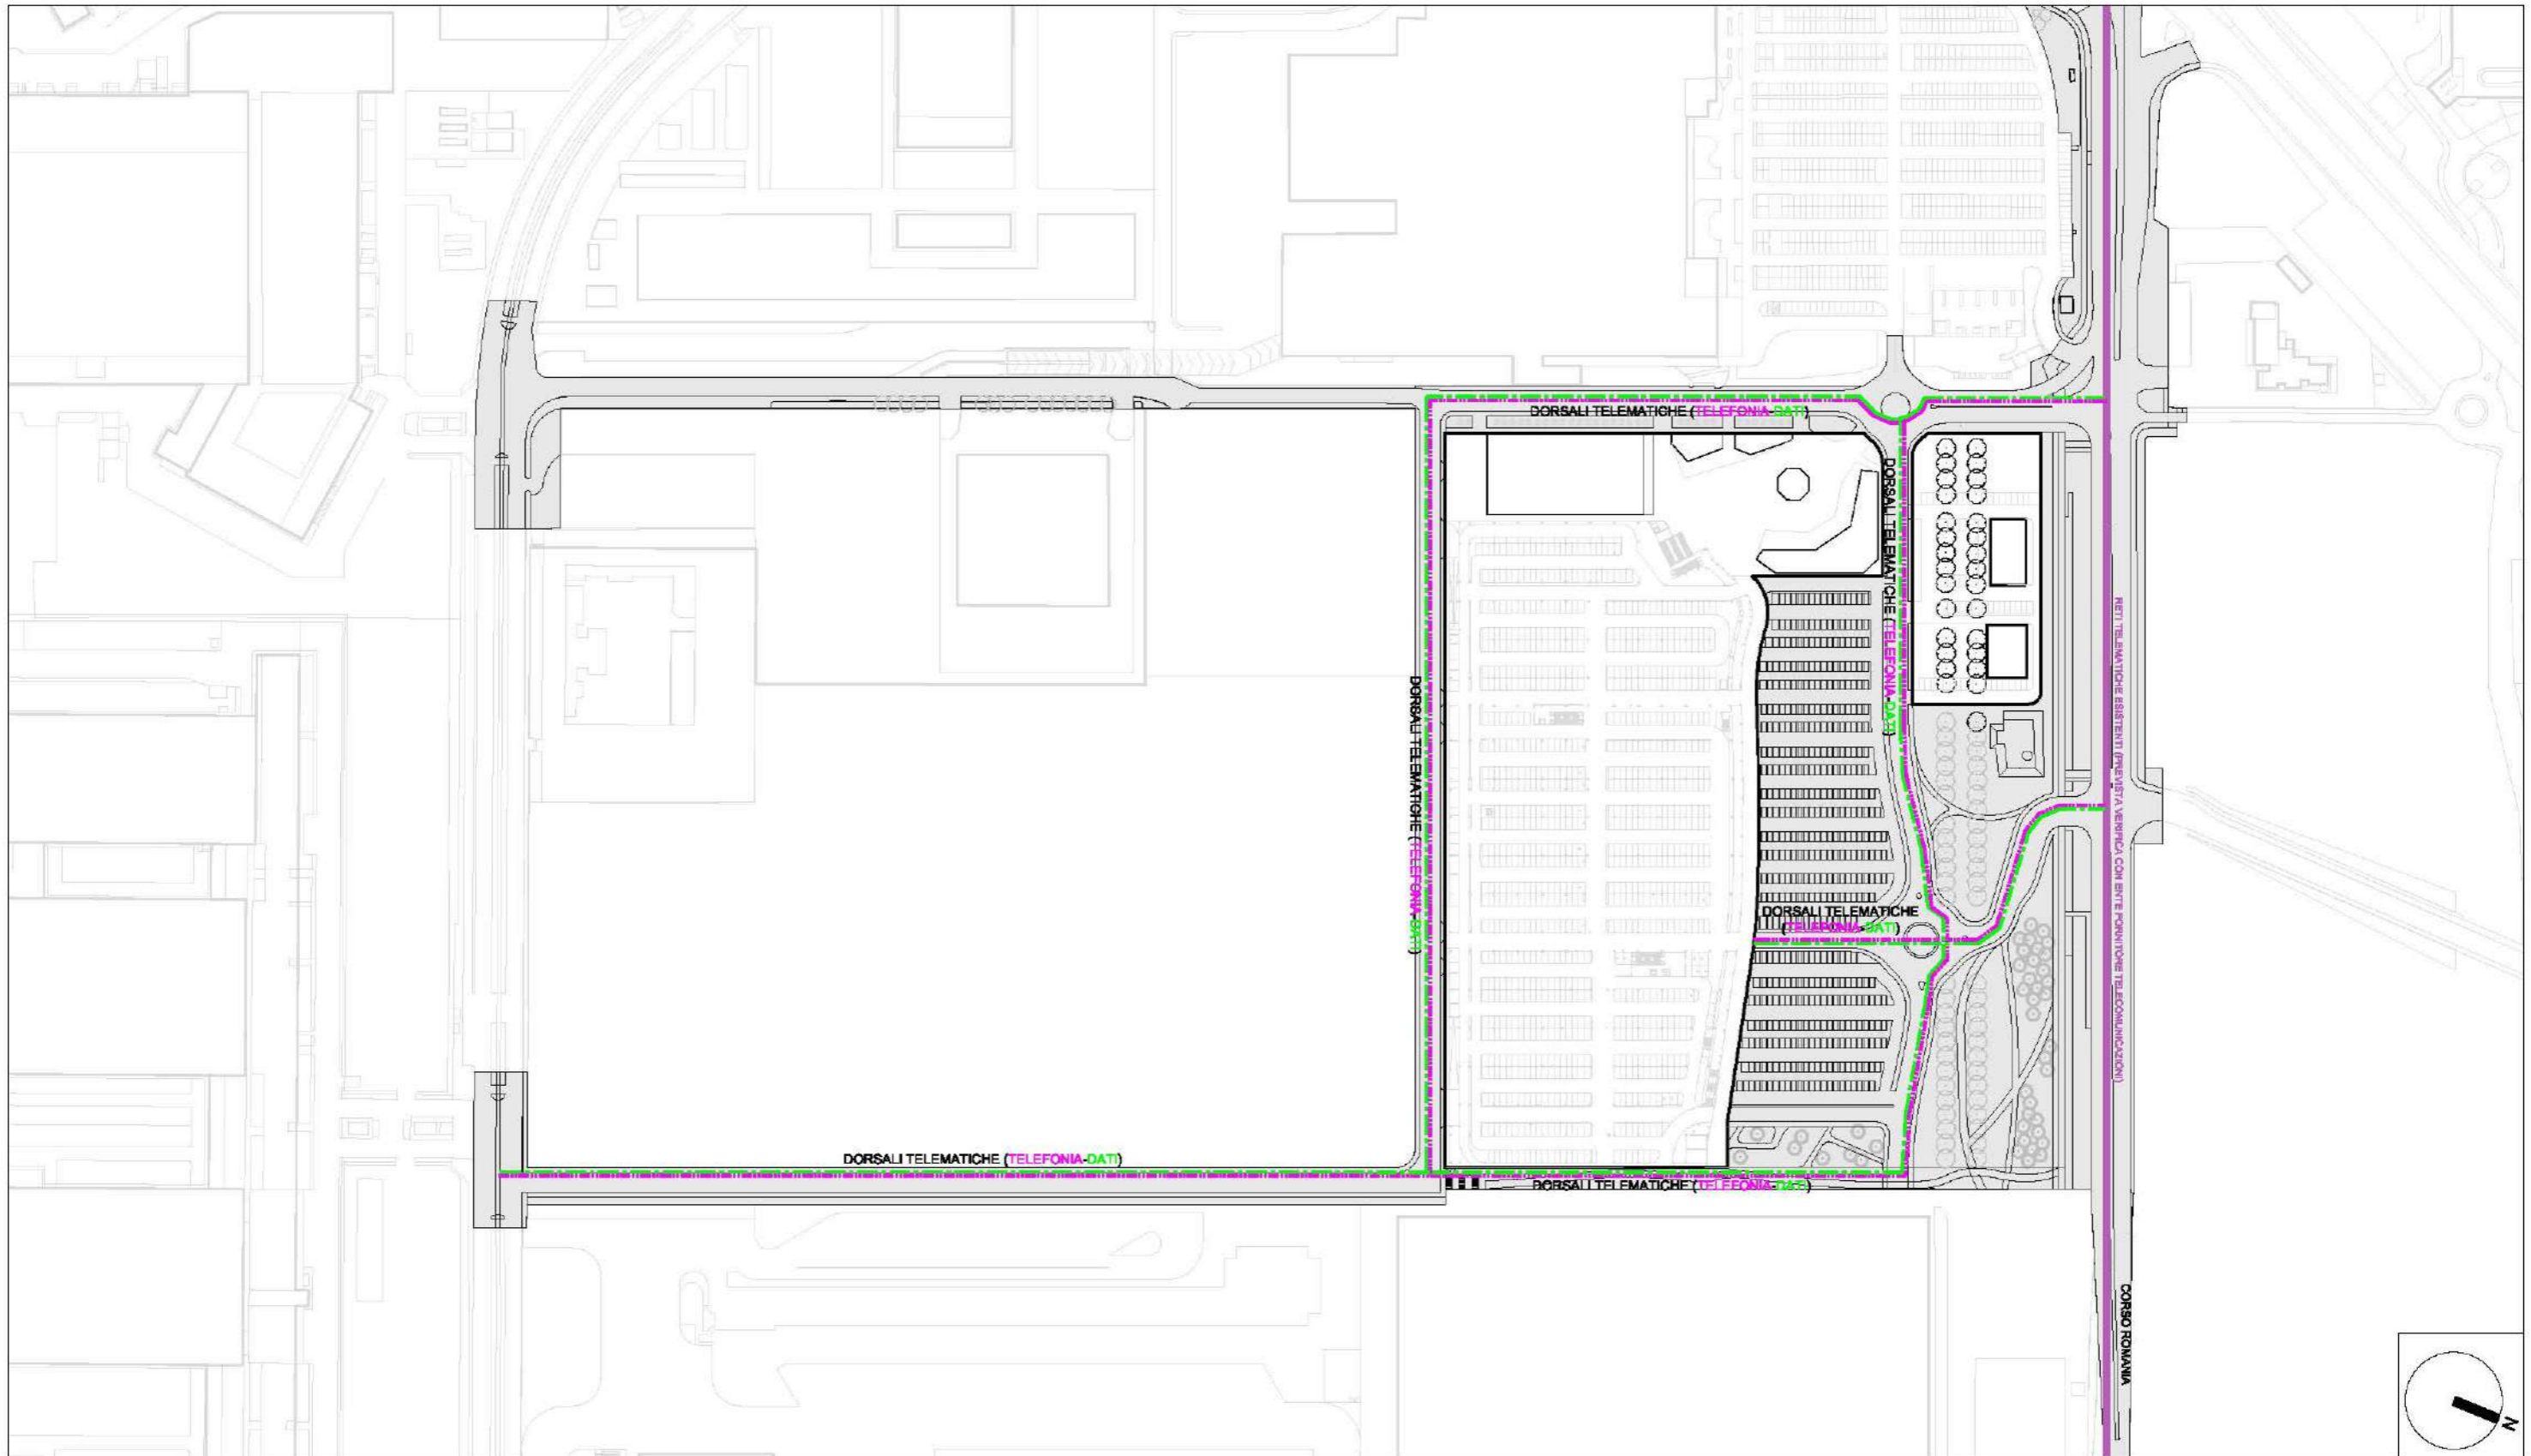 DORSALI TELEMATICHE (TELEFONIA-DATI)
DORSALI TELEMATICHE (TELEFONIA-DATI)
DORSALI TELEMATICHE (TELEFONIA-DATI)
RETI TELEMATICHE ESISTENTI (PREVISTA VERIFICA CON ENTE FORNITORE TELECOMUNICAZIONI)
DORSALI TELEMATICHE
(TELEFONIA-DATI)
DORSALI TELEMATICHE (TELEFONIA-DATI)
DORSALI TELEMATICHE (TELEFONIA-DATI)
CORSO ROMANIA
N